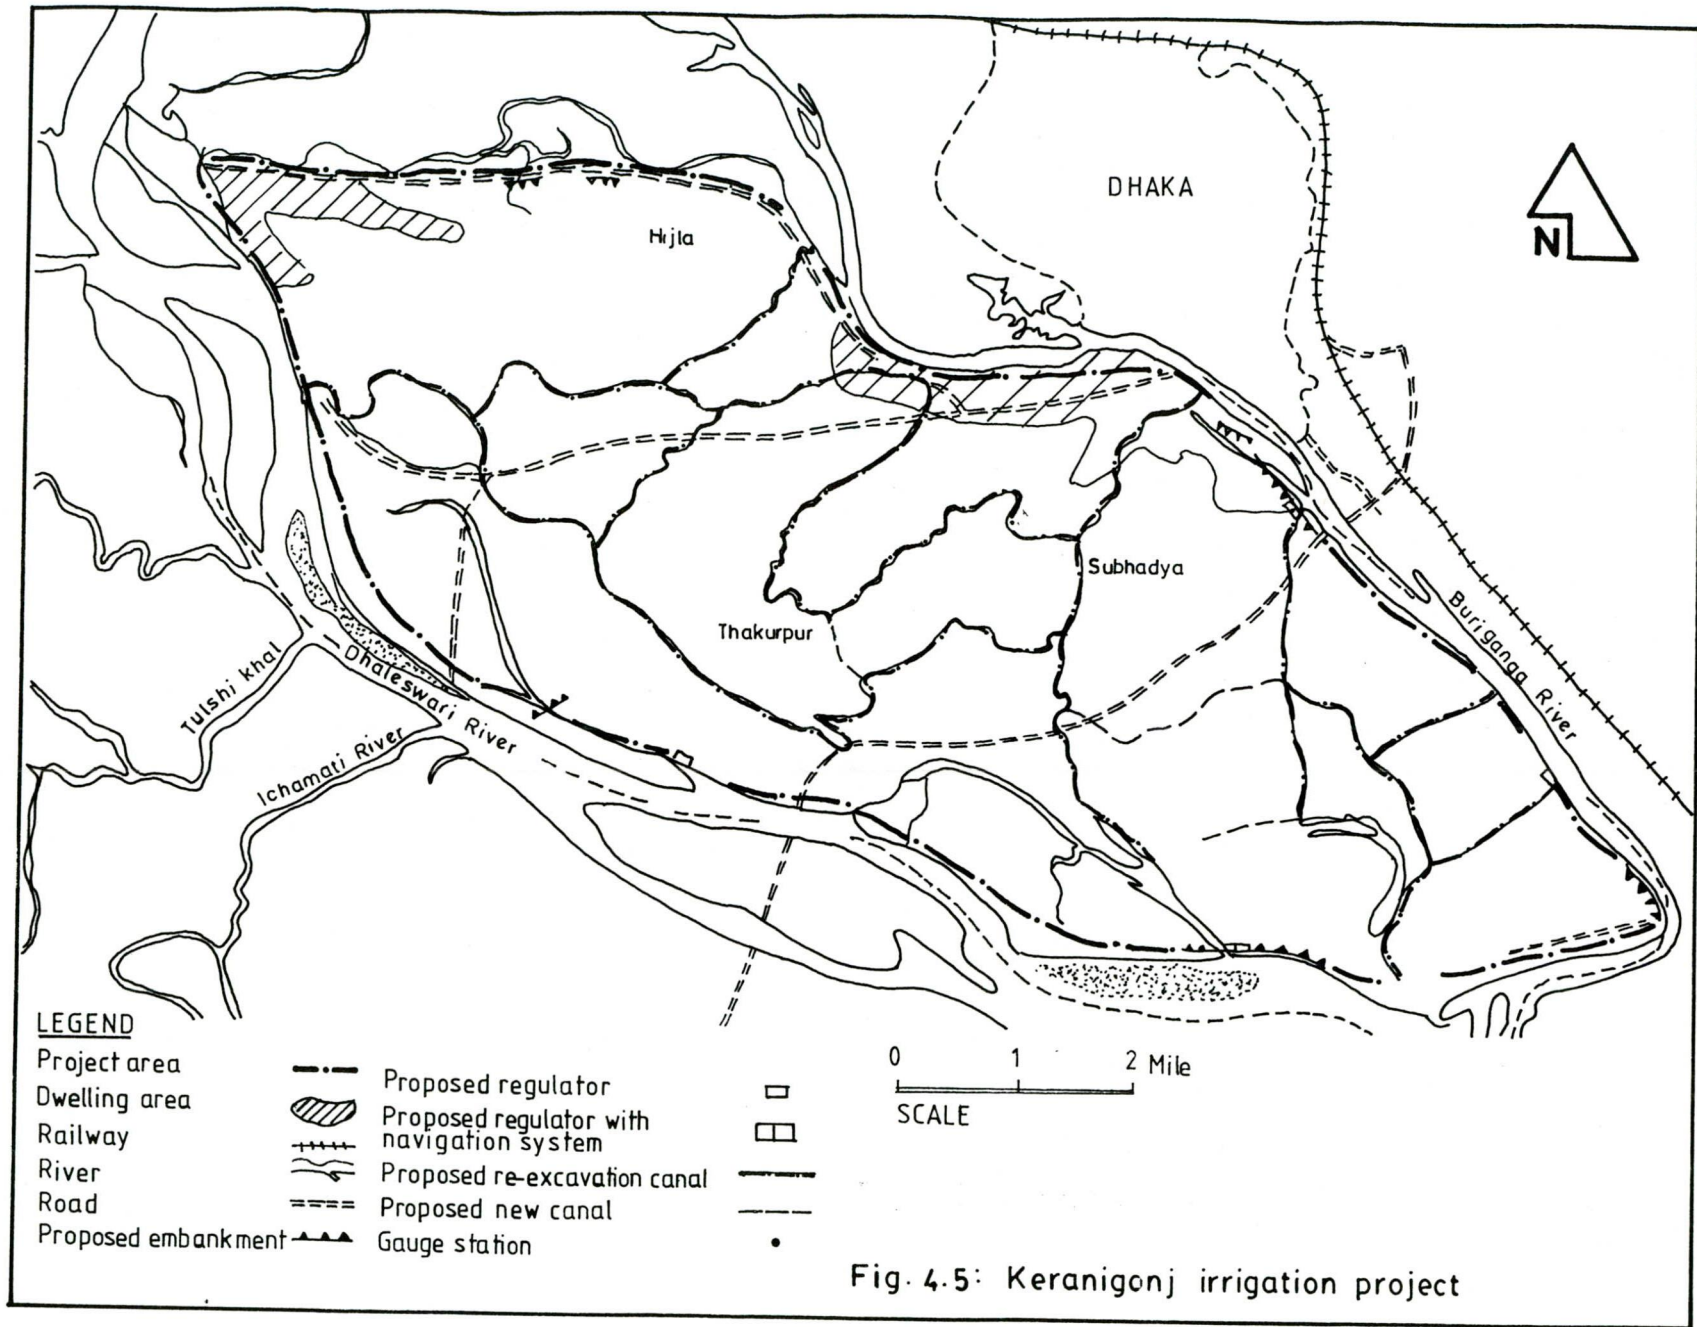 DHAKA
N
Hijla
Subhadya
Thakurpur
Buriganga River
Dhaleswari River
Tulshi khal
Ichamati River
LEGEND
Project area
Dwelling area
Railway
River
Road
Proposed embankment
Proposed regulator
Proposed regulator with
navigation system
Proposed re-excavation canal
Proposed new canal
Gauge station
0 1 2 Mile
SCALE
Fig. 4.5: Keranigonj irrigation project